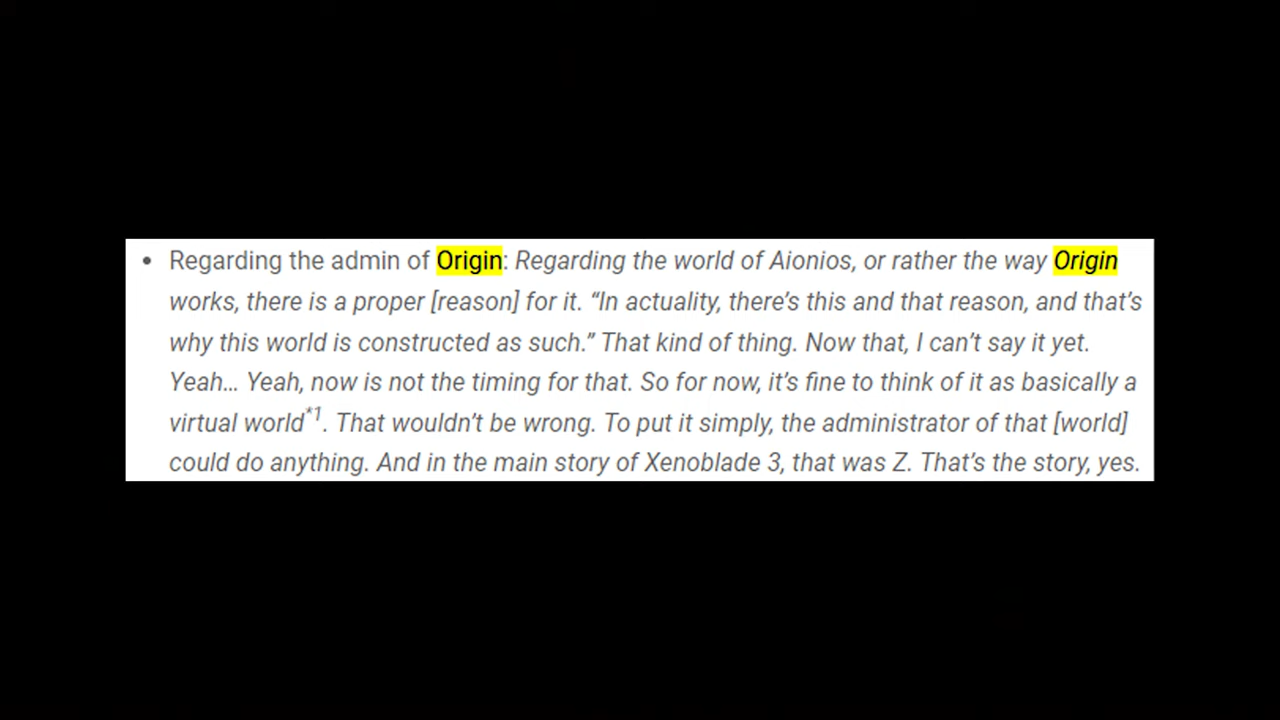 • Regarding the admin of Origin: Regarding the world of Aionios, or rather the way Origin
works, there is a proper [reason] for it. “In actuality, there’s this and that reason, and that’s
why this world is constructed as such.” That kind of thing. Now that, I can’t say it yet.
Yeah… Yeah, now is not the timing for that. So for now, it’s fine to think of it as basically a
virtual world*1. That wouldn’t be wrong. To put it simply, the administrator of that [world]
could do anything. And in the main story of Xenoblade 3, that was Z. That’s the story, yes.